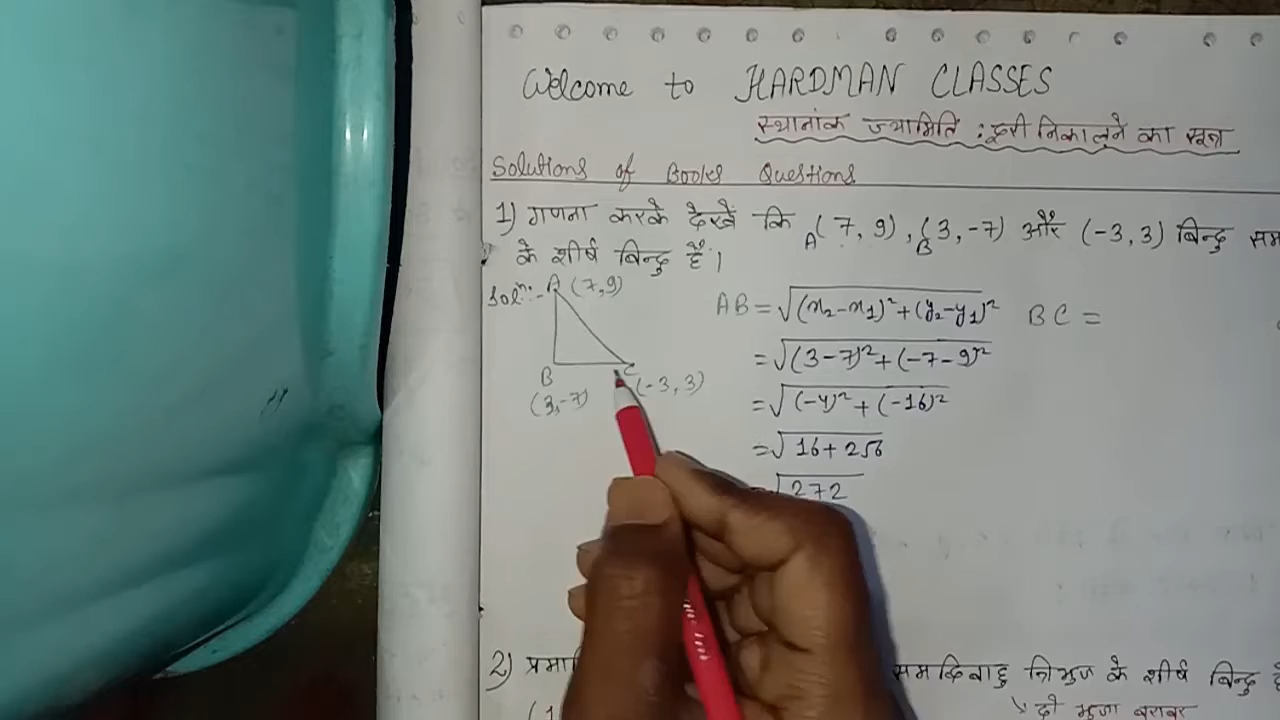 Welcome to HARDMAN CLASSES
स्थानांक ज्यामिति : दूरी निकालने का सूत्र
Solutions of Books Questions
1) गणना करके देखें कि (7, 9), (3, -7) और (-3, 3) बिन्दु सम
A B
के शीर्ष बिन्दु हैं।
Solⁿ:- A (7,9)
B
(3,-7)
C
(-3, 3)
AB = √(x₂-x₁)²+(y₂-y₁)²
= √(3-7)²+(-7-9)²
= √(-4)²+(-16)²
= √16+256
= √272
BC =
2) समद्विबाहु त्रिभुज के शीर्ष बिन्दु
दो भुजा बराबर
(1